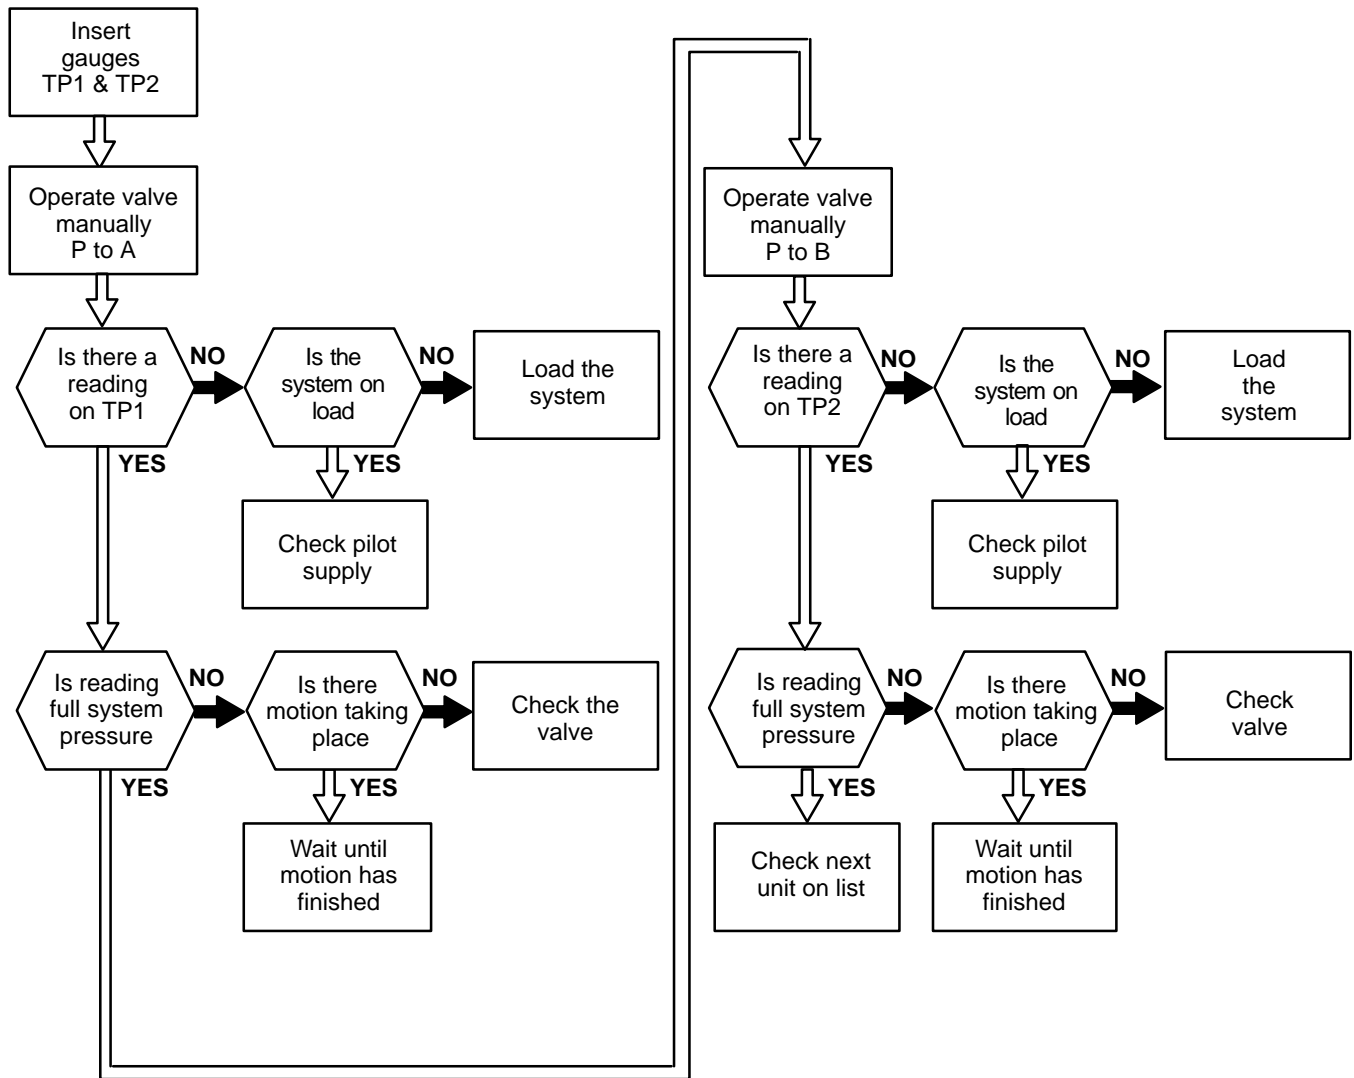 Insert
gauges
TP1 & TP2
Operate valve
manually
P to A
Is there a
reading
on TP1
NO
Is the
system on
load
NO
Load the
system
YES
YES
Check pilot
supply
Is reading
full system
pressure
NO
Is there
motion taking
place
NO
Check the
valve
YES
YES
Wait until
motion has
finished
Operate valve
manually
P to B
Is there a
reading
on TP2
NO
Is the
system on
load
NO
Load
the
system
YES
YES
Check pilot
supply
Is reading
full system
pressure
NO
Is there
motion taking
place
NO
Check
valve
YES
YES
Check next
unit on list
Wait until
motion has
finished